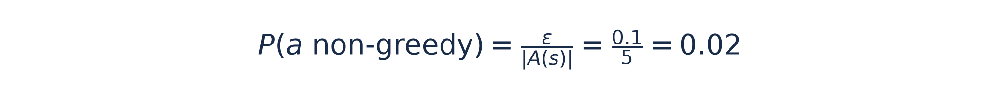 P(a non-greedy) = ε/|A(s)| = 0.1/5 = 0.02